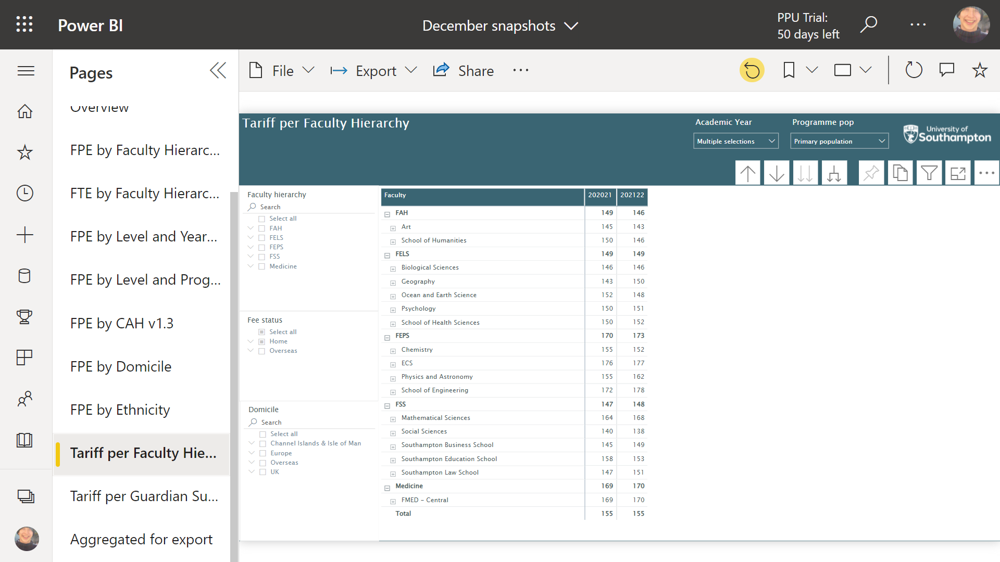 Power BI
December snapshots
PPU Trial:
50 days left
Pages
Overview
FPE by Faculty Hierarc...
FTE by Faculty Hierarc...
FPE by Level and Year...
FPE by Level and Prog...
FPE by CAH v1.3
FPE by Domicile
FPE by Ethnicity
Tariff per Faculty Hie...
Tariff per Guardian Su...
Aggregated for export
File
Export
Share
Tariff per Faculty Hierarchy
Academic Year
Multiple selections
Programme pop
Primary population
University of
Southampton
Faculty hierarchy
Search
Select all
FAH
FELS
FEPS
FSS
Medicine
Fee status
Select all
Home
Overseas
Domicile
Search
Select all
Channel Islands & Isle of Man
Europe
Overseas
UK
Faculty 202021 202122
FAH 149 146
Art 145 143
School of Humanities 150 146
FELS 149 149
Biological Sciences 146 146
Geography 143 150
Ocean and Earth Science 152 148
Psychology 150 151
School of Health Sciences 150 152
FEPS 170 173
Chemistry 155 152
ECS 176 177
Physics and Astronomy 155 162
School of Engineering 172 178
FSS 147 148
Mathematical Sciences 164 168
Social Sciences 140 138
Southampton Business School 145 149
Southampton Education School 158 153
Southampton Law School 147 151
Medicine 169 170
FMED - Central 169 170
Total 155 155